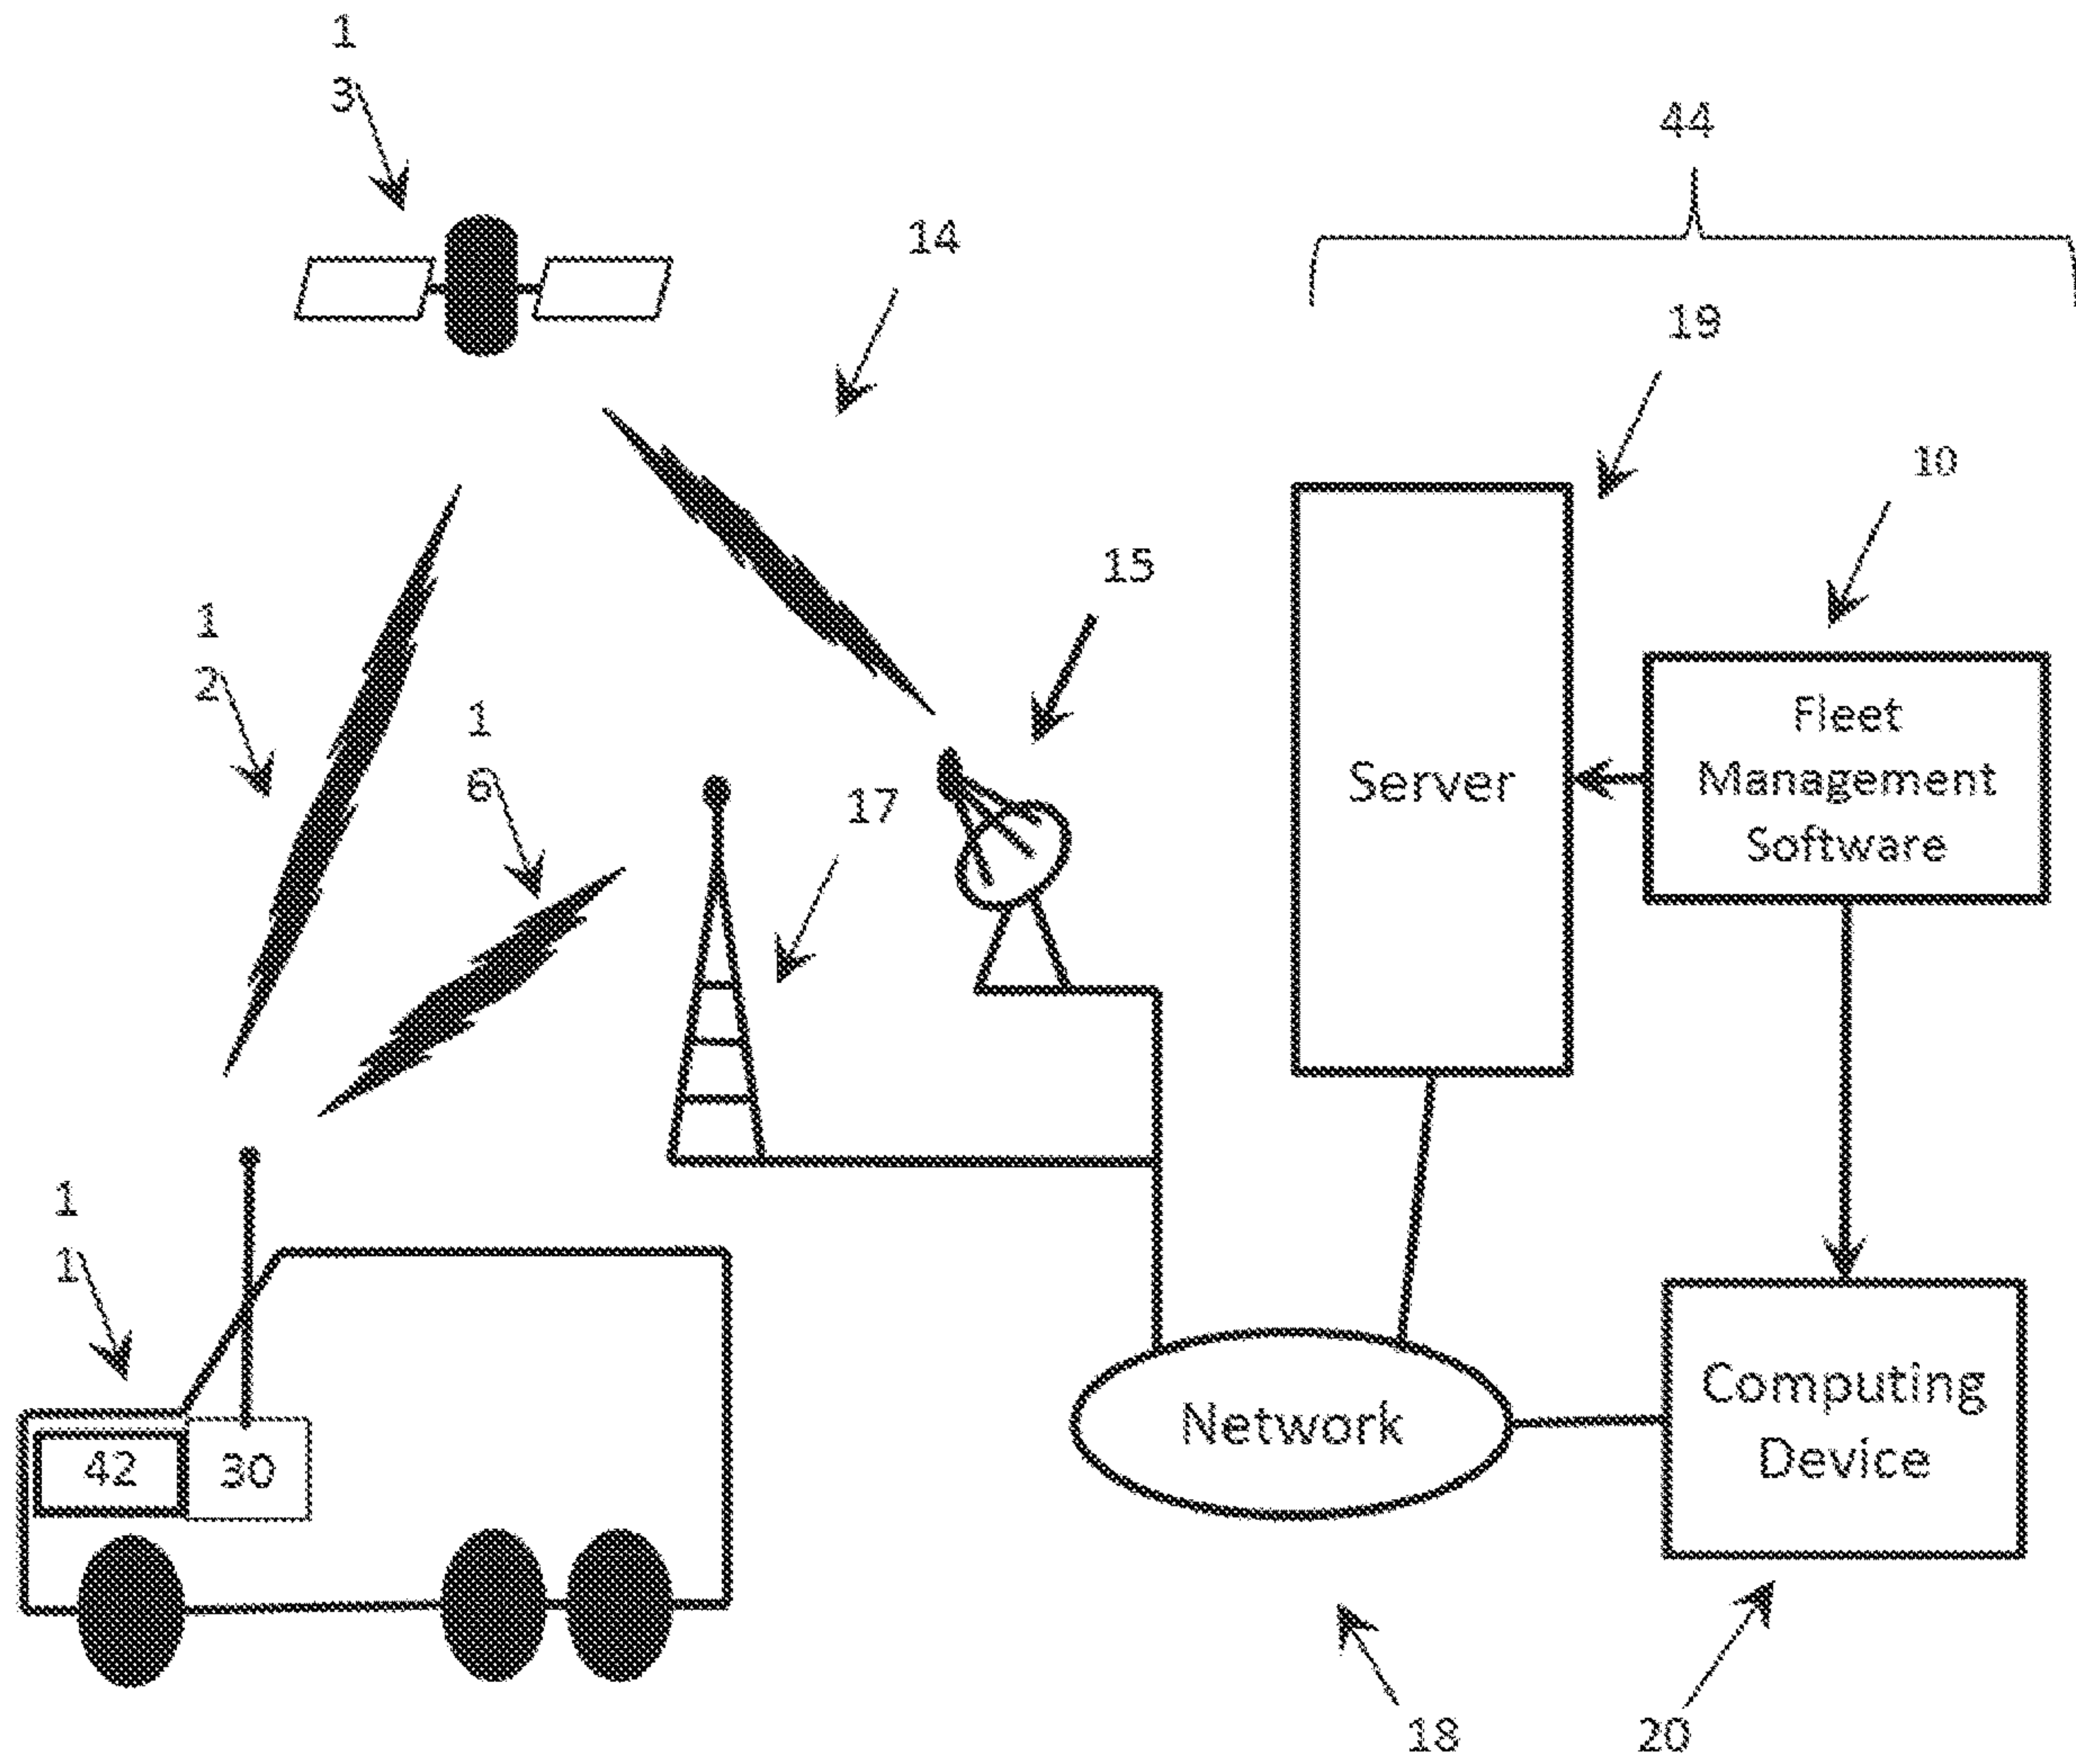 1
3
44
14
19
10
15
1
2
1
6
17
Fleet
Management
Software
Server
1
1
42
30
Network
Computing
Device
18
20